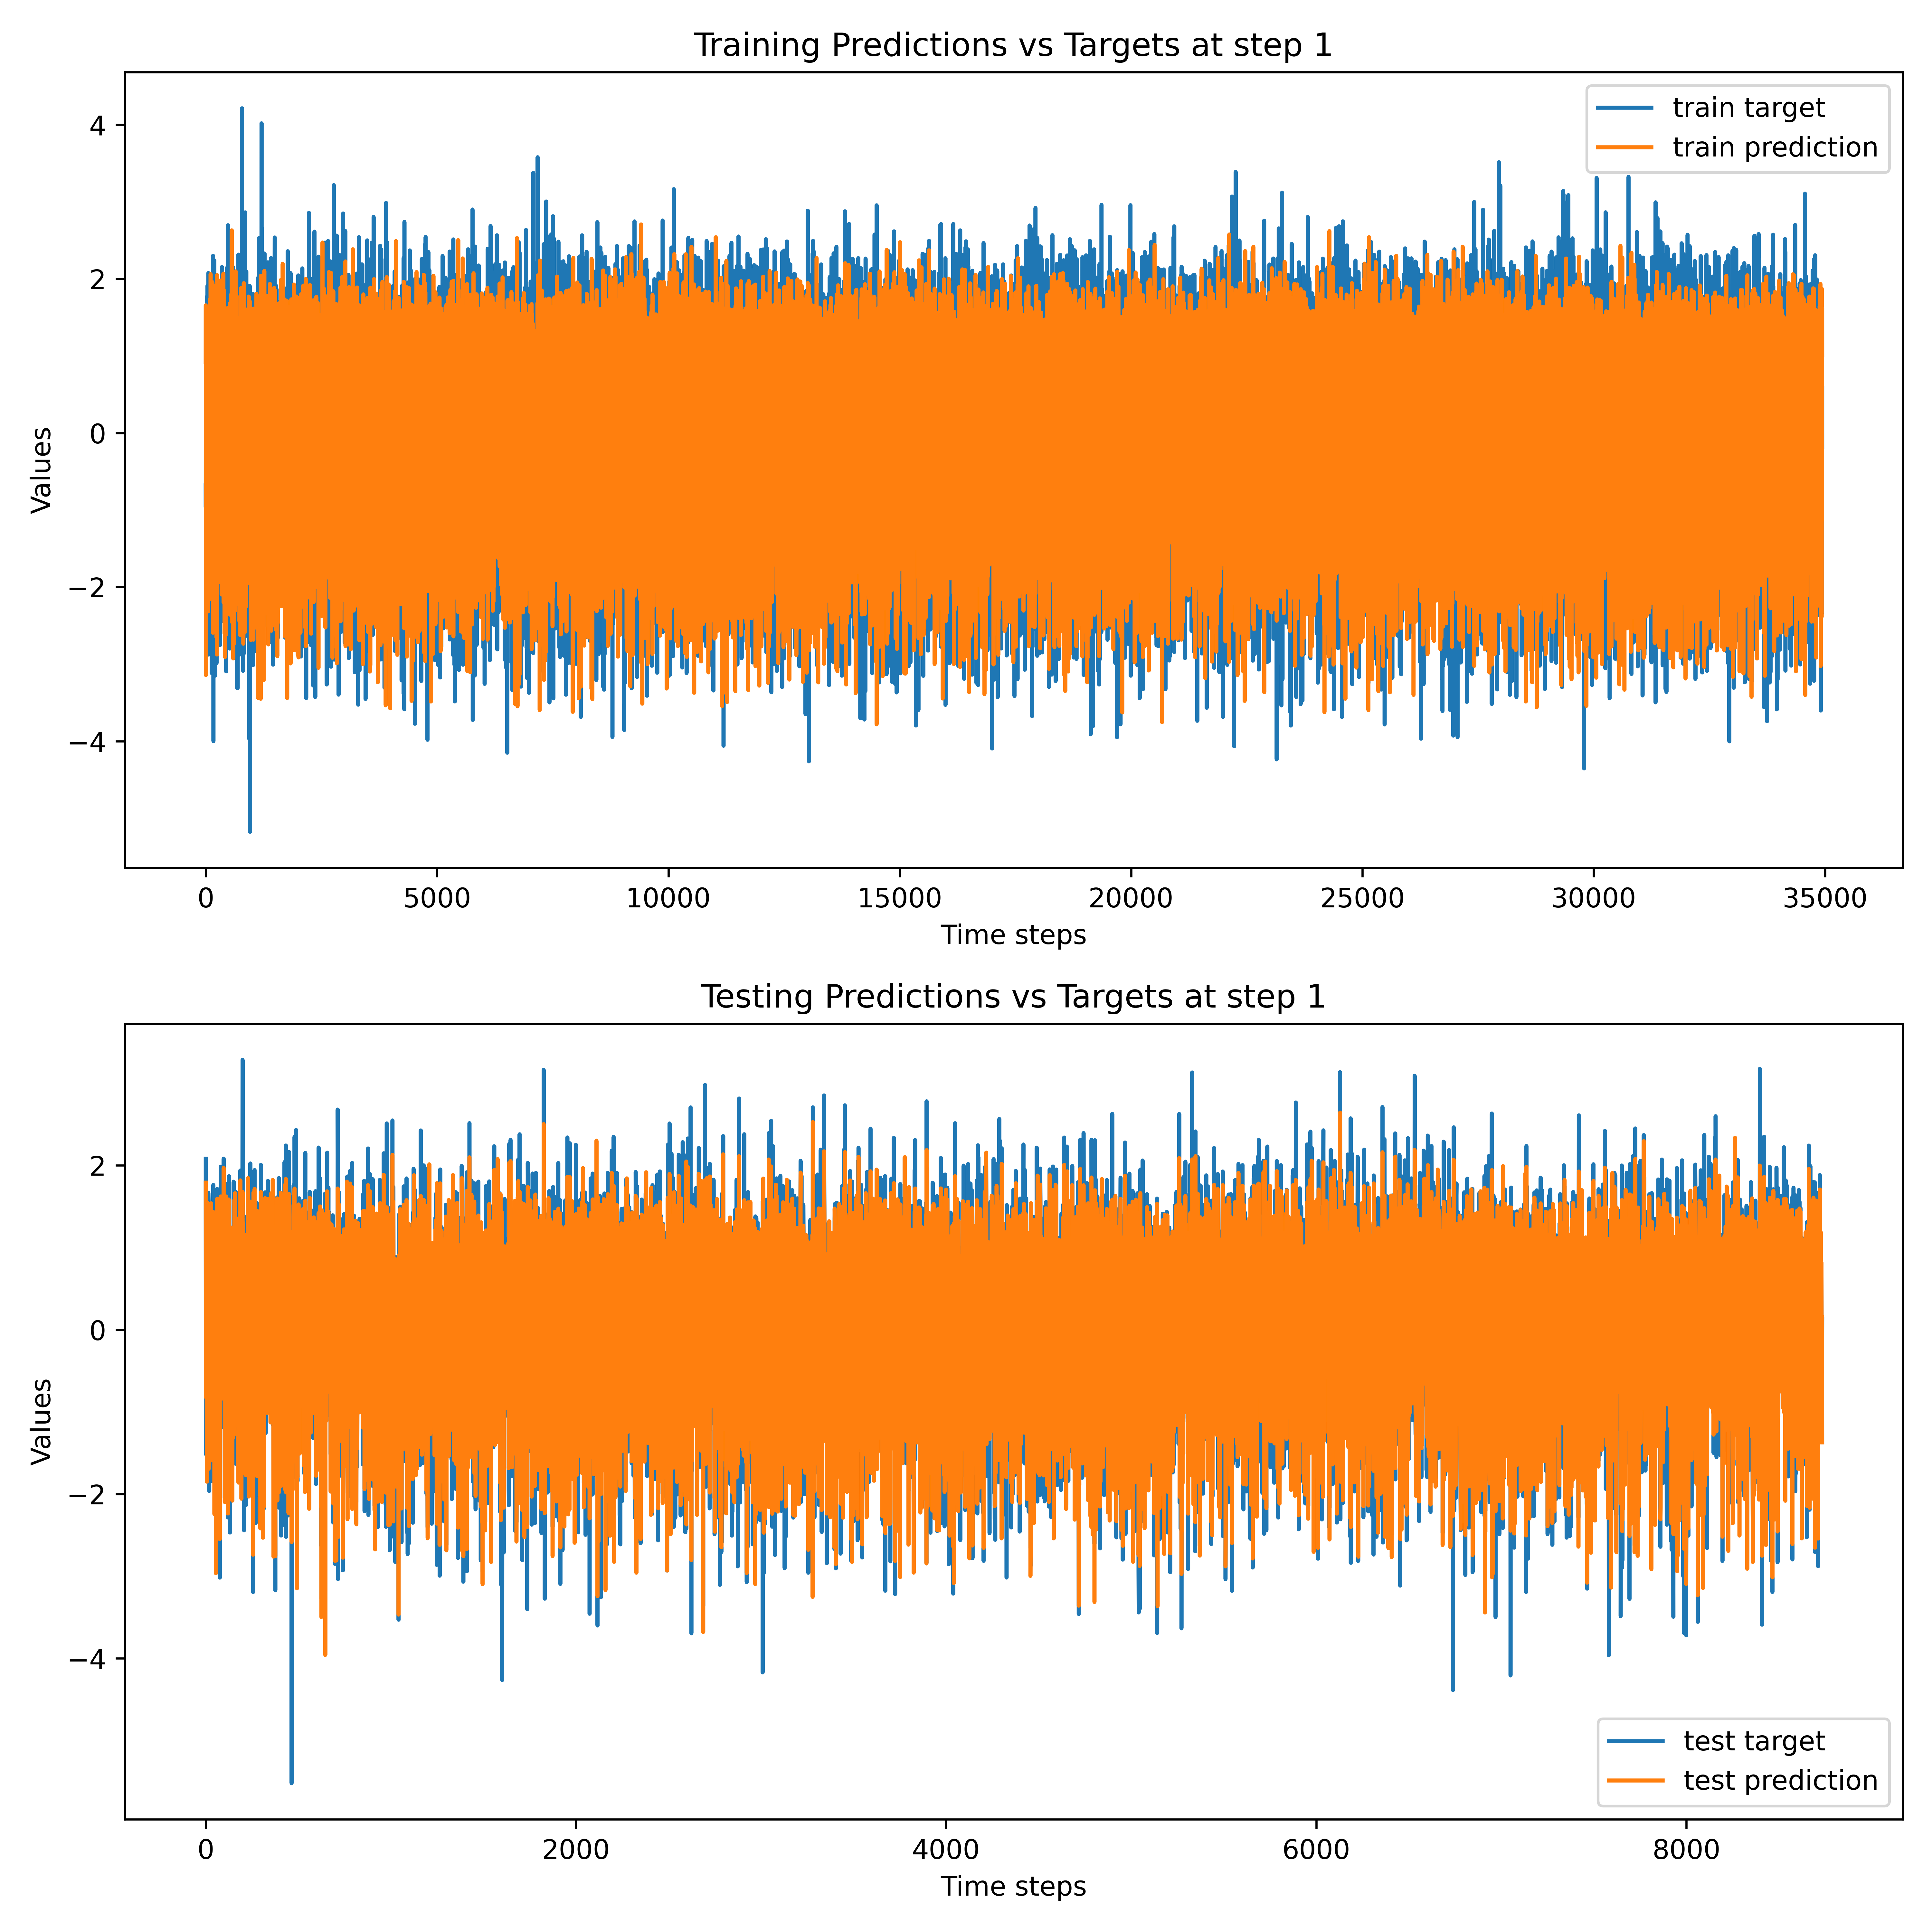 Training Predictions vs Targets at step 1
train target
train prediction
4
2
0
−2
−4
Values
0 5000 10000 15000 20000 25000 30000 35000
Time steps
Testing Predictions vs Targets at step 1
2
0
−2
−4
Values
test target
test prediction
0 2000 4000 6000 8000
Time steps